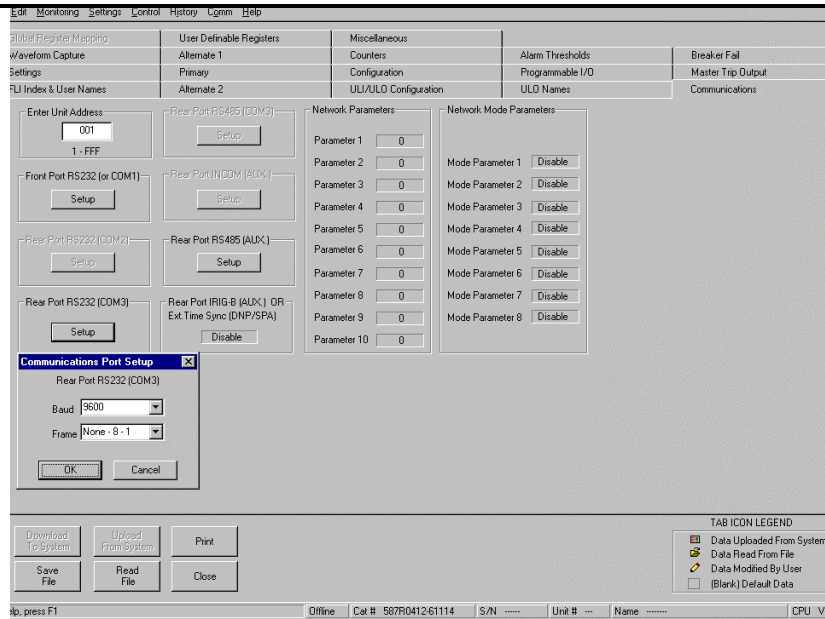 Edit Monitoring Settings Control History Comm Help
Global Register Mapping User Definable Registers Miscellaneous
Waveform Capture Alternate 1 Counters Alarm Thresholds Breaker Fail
Settings Primary Configuration Programmable I/O Master Trip Output
FLI Index & User Names Alternate 2 ULI/ULO Configuration ULO Names Communications
Enter Unit Address
001
1 - FFF
Front Port RS232 (or COM1)
Setup
Rear Port RS232 (COM2)
Setup
Rear Port RS232 (COM3)
Setup
Rear Port RS485 (COM3)
Setup
Rear Port INCOM (AUX.)
Setup
Rear Port RS485 (AUX.)
Setup
Rear Port IRIG-B (AUX.) OR
Ext.Time Sync (DNP/SPA)
Disable
Network Parameters
Parameter 1 0
Parameter 2 0
Parameter 3 0
Parameter 4 0
Parameter 5 0
Parameter 6 0
Parameter 7 0
Parameter 8 0
Parameter 9 0
Parameter 10 0
Network Mode Parameters
Mode Parameter 1 Disable
Mode Parameter 2 Disable
Mode Parameter 3 Disable
Mode Parameter 4 Disable
Mode Parameter 5 Disable
Mode Parameter 6 Disable
Mode Parameter 7 Disable
Mode Parameter 8 Disable
Communications Port Setup
Rear Port RS232 (COM3)
Baud 9600
Frame None - 8 - 1
OK Cancel
Download
To System
Upload
From System
Print
Save
File
Read
File
Close
TAB ICON LEGEND
Data Uploaded From System
Data Read From File
Data Modified By User
(Blank) Default Data
elp, press F1 Offline Cat # 587R0412-61114 S/N ------ Unit # --- Name ------- CPU V